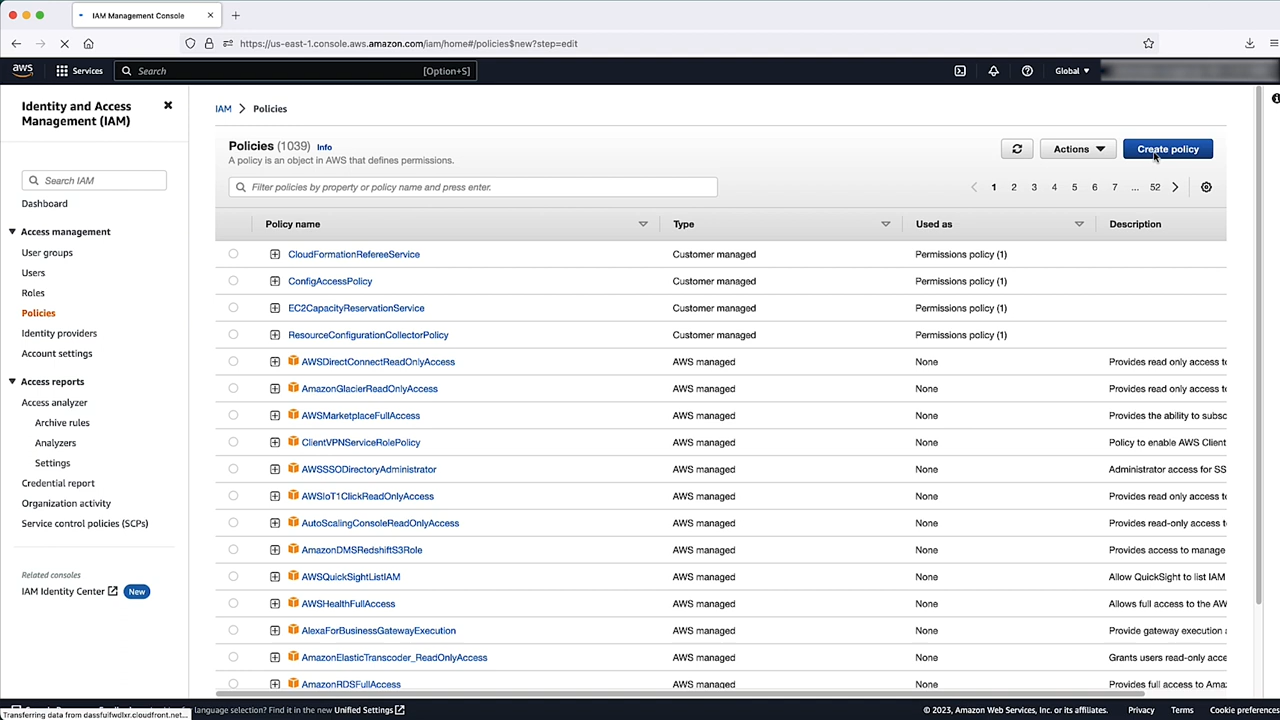 IAM Management Console
https://us-east-1.console.aws.amazon.com/iam/home#/policies$new?step=edit
aws
Services
Search
[Option+S]
Global
Identity and Access
Management (IAM)
Search IAM
Dashboard
Access management
User groups
Users
Roles
Policies
Identity providers
Account settings
Access reports
Access analyzer
Archive rules
Analyzers
Settings
Credential report
Organization activity
Service control policies (SCPs)
Related consoles
IAM Identity Center New
IAM > Policies
Policies (1039) Info
A policy is an object in AWS that defines permissions.
Actions
Create policy
Filter policies by property or policy name and press enter.
1 2 3 4 5 6 7 ... 52
Policy name Type Used as Description
CloudFormationRefereeService Customer managed Permissions policy (1)
ConfigAccessPolicy Customer managed Permissions policy (1)
EC2CapacityReservationService Customer managed Permissions policy (1)
ResourceConfigurationCollectorPolicy Customer managed Permissions policy (1)
AWSDirectConnectReadOnlyAccess AWS managed None Provides read only access to
AmazonGlacierReadOnlyAccess AWS managed None Provides read only access to
AWSMarketplaceFullAccess AWS managed None Provides the ability to subsc
ClientVPNServiceRolePolicy AWS managed None Policy to enable AWS Client
AWSSSODirectoryAdministrator AWS managed None Administrator access for SS
AWSIoT1ClickReadOnlyAccess AWS managed None Provides read only access to
AutoScalingConsoleReadOnlyAccess AWS managed None Provides read-only access t
AmazonDMSRedshiftS3Role AWS managed None Provides access to manage
AWSQuickSightListIAM AWS managed None Allow QuickSight to list IAM
AWSHealthFullAccess AWS managed None Allows full access to the AW
AlexaForBusinessGatewayExecution AWS managed None Provide gateway execution
AmazonElasticTranscoder_ReadOnlyAccess AWS managed None Grants users read-only acce
AmazonRDSFullAccess AWS managed None Provides full access to Amaz
language selection? Find it in the new Unified Settings
© 2023, Amazon Web Services, Inc. or its affiliates. Privacy Terms Cookie preferences
Transferring data from dassfuifwdlxr.cloudfront.net...